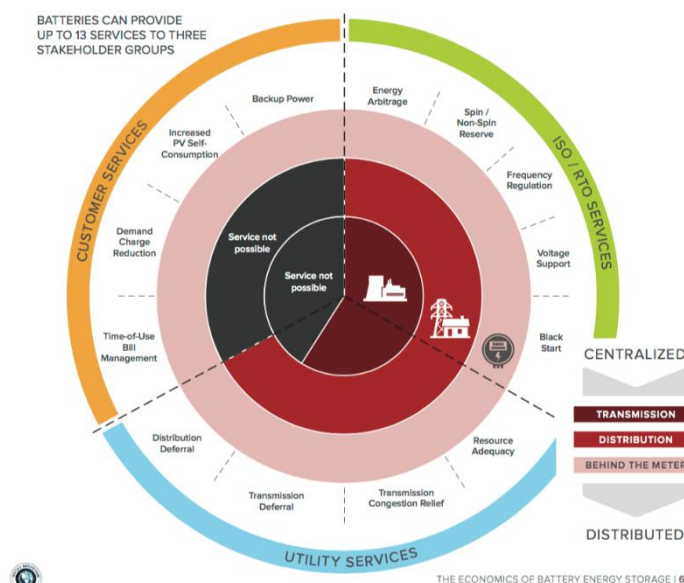 BATTERIES CAN PROVIDE
UP TO 13 SERVICES TO THREE
STAKEHOLDER GROUPS
CUSTOMER SERVICES
ISO / RTO SERVICES
UTILITY SERVICES
Backup Power
Energy
Arbitrage
Spin /
Non-Spin
Reserve
Increased
PV Self-
Consumption
Frequency
Regulation
Demand
Charge
Reduction
Service not
possible
Service not
possible
Voltage
Support
Time-of-Use
Bill
Management
Black
Start
Distribution
Deferral
Resource
Adequacy
Transmission
Deferral
Transmission
Congestion Relief
CENTRALIZED
TRANSMISSION
DISTRIBUTION
BEHIND THE METER
DISTRIBUTED
THE ECONOMICS OF BATTERY ENERGY STORAGE |